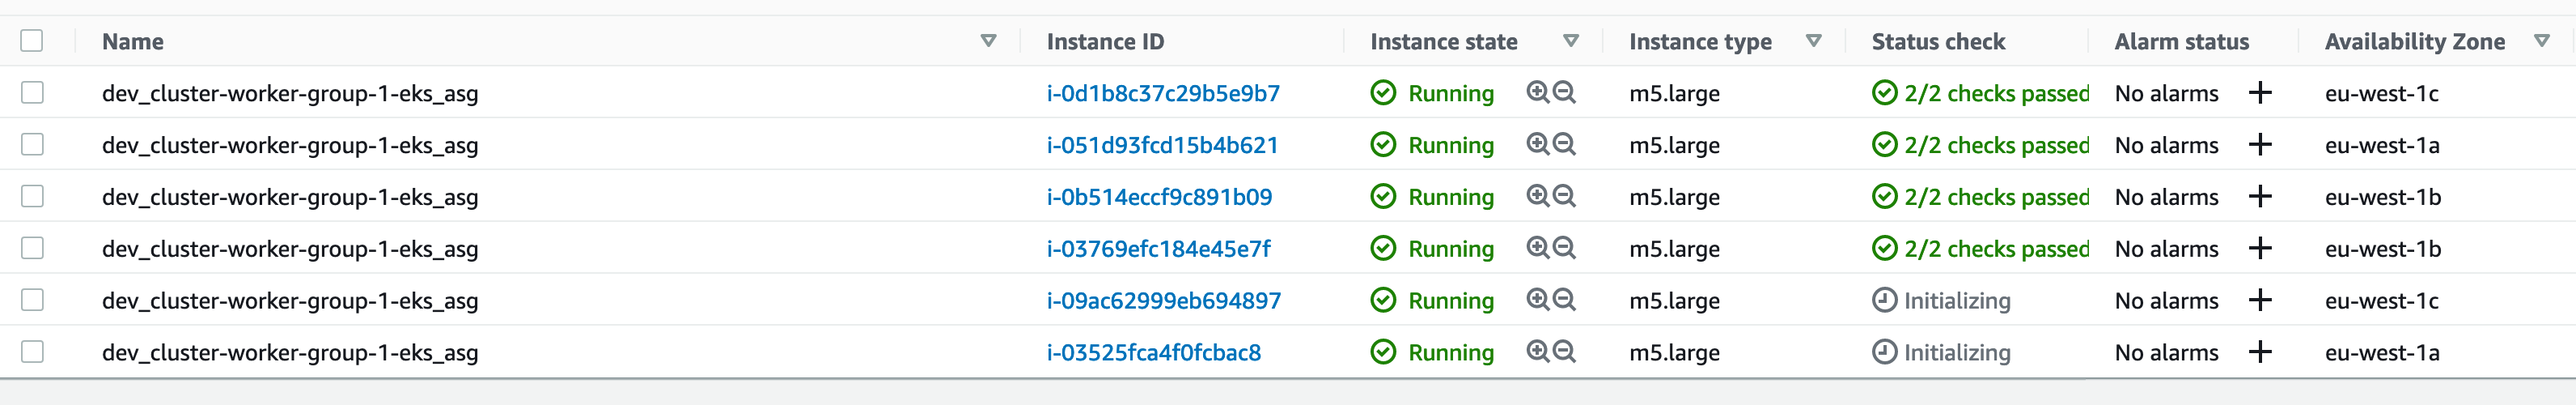 Name Instance ID Instance state Instance type Status check Alarm status Availability Zone
dev_cluster-worker-group-1-eks_asg i-0d1b8c37c29b5e9b7 Running m5.large 2/2 checks passed No alarms + eu-west-1c
dev_cluster-worker-group-1-eks_asg i-051d93fcd15b4b621 Running m5.large 2/2 checks passed No alarms + eu-west-1a
dev_cluster-worker-group-1-eks_asg i-0b514eccf9c891b09 Running m5.large 2/2 checks passed No alarms + eu-west-1b
dev_cluster-worker-group-1-eks_asg i-03769efc184e45e7f Running m5.large 2/2 checks passed No alarms + eu-west-1b
dev_cluster-worker-group-1-eks_asg i-09ac62999eb694897 Running m5.large Initializing No alarms + eu-west-1c
dev_cluster-worker-group-1-eks_asg i-03525fca4f0fcbac8 Running m5.large Initializing No alarms + eu-west-1a